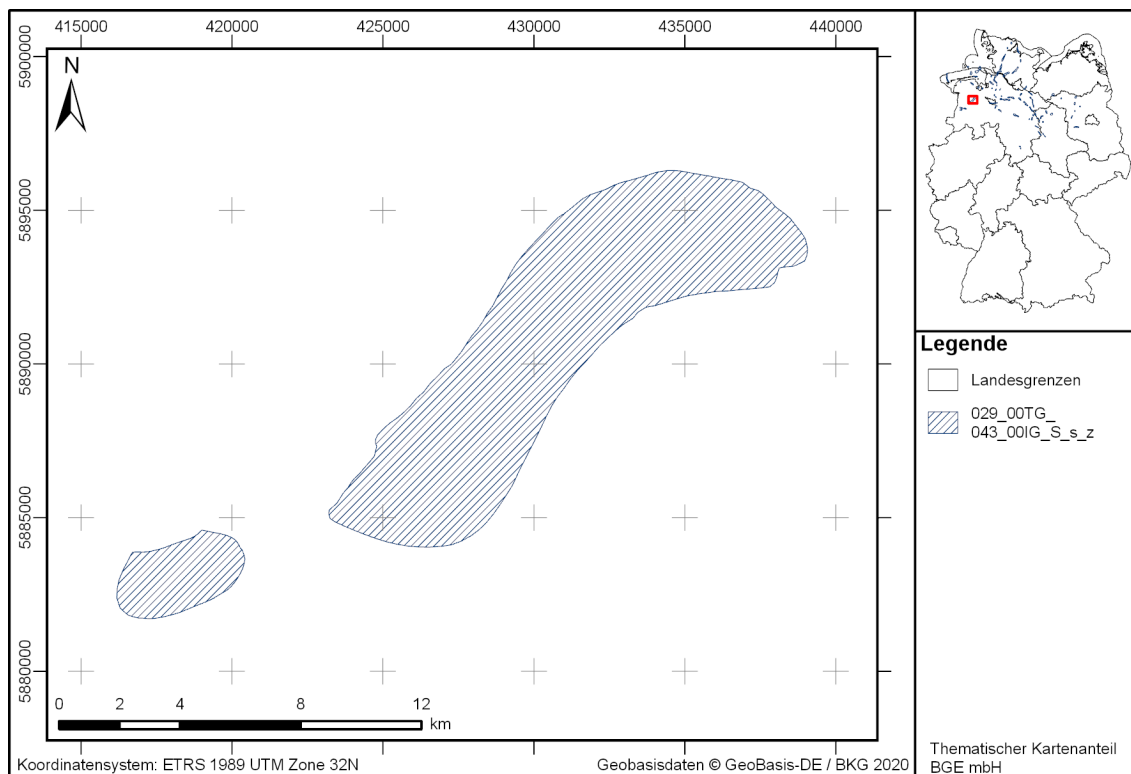 415000 420000 425000 430000 435000 440000
5900000
5895000
5890000
5885000
5880000
N
0 2 4 8 12
km
Koordinatensystem: ETRS 1989 UTM Zone 32N
Geobasisdaten © GeoBasis-DE / BKG 2020
Legende
Landesgrenzen
029_00TG_
043_00IG_S_s_z
Thematischer Kartenanteil
BGE mbH